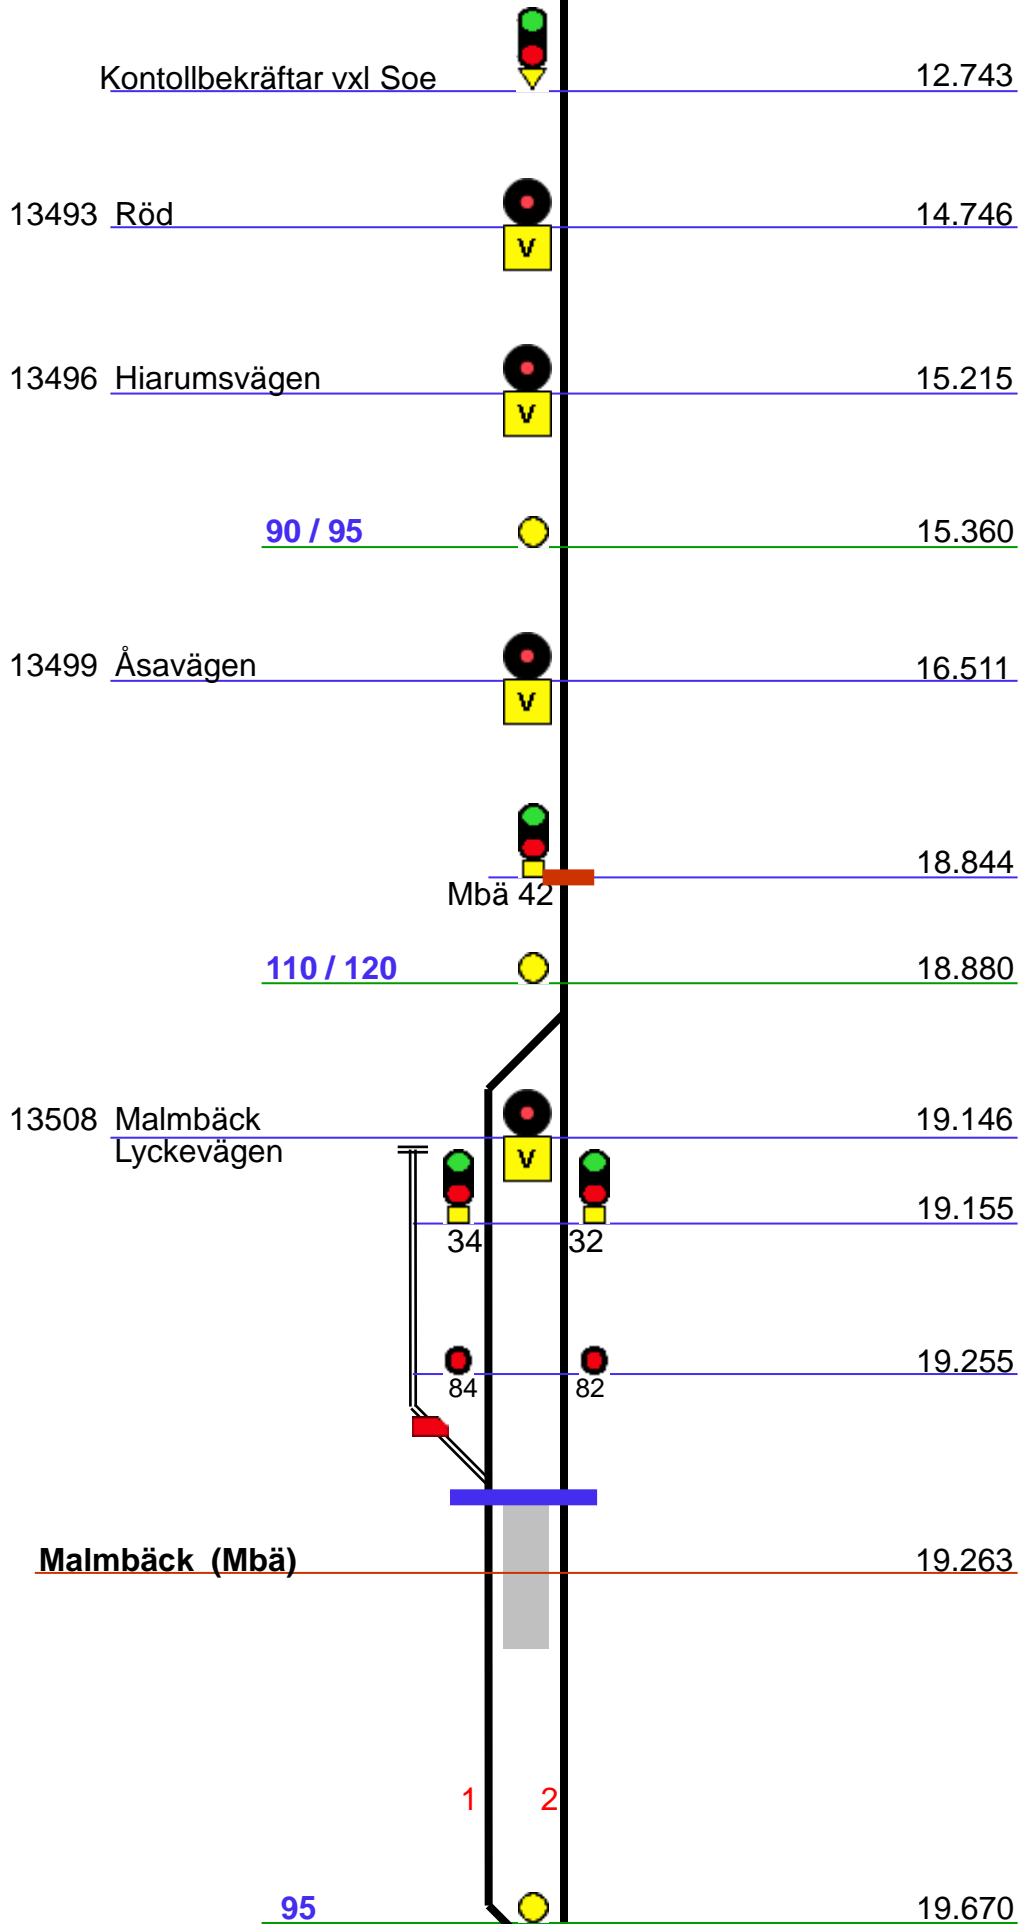 Kontollbekräftar vxl Soe 12.743
13493 Röd 14.746
V
13496 Hiarumsvägen 15.215
V
90 / 95 15.360
13499 Åsavägen 16.511
V
18.844
Mbä 42
110 / 120 18.880
13508 Malmbäck 19.146
Lyckevägen
V
19.155
34 32
19.255
84 82
Malmbäck (Mbä) 19.263
1 2
95 19.670